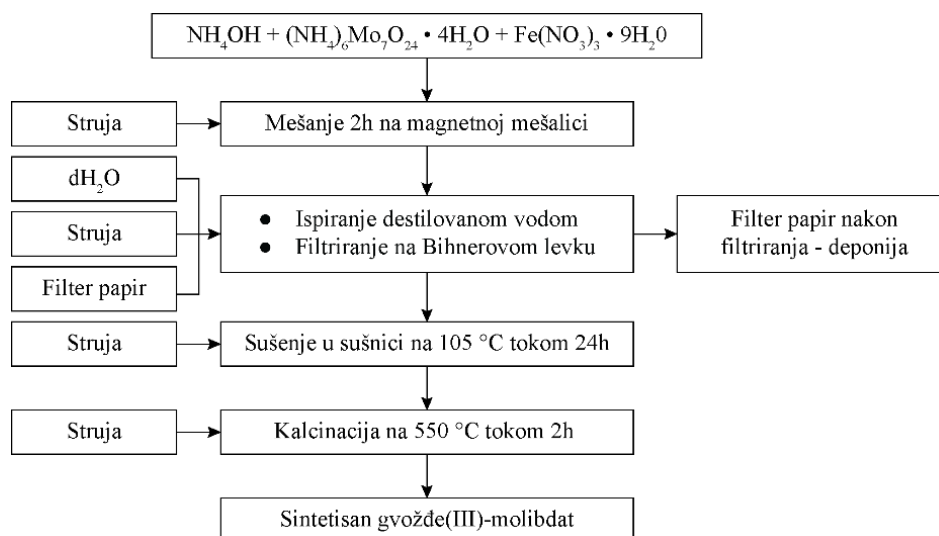 NH₄OH + (NH₄)₆Mo₇O₂₄ • 4H₂O + Fe(NO₃)₃ • 9H₂0
Struja
Mešanje 2h na magnetnoj mešalici
dH₂O
Struja
Filter papir
● Ispiranje destilovanom vodom
● Filtriranje na Bihnerovom levku
Filter papir nakon
filtriranja - deponija
Struja
Sušenje u sušnici na 105 °C tokom 24h
Struja
Kalcinacija na 550 °C tokom 2h
Sintetisan gvožđe(III)-molibdat